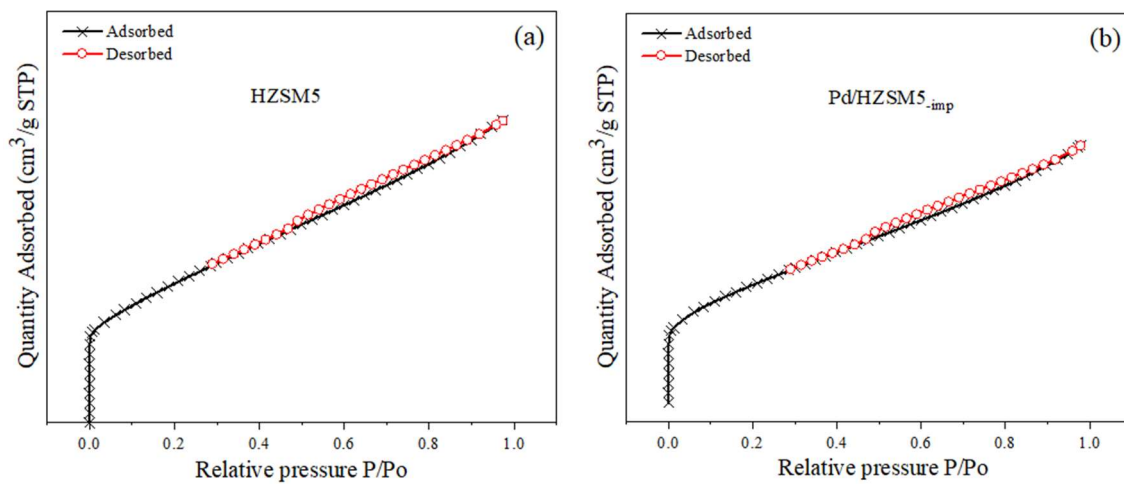 (a)
Adsorbed
Desorbed
HZSM5
Quantity Adsorbed (cm³/g STP)
0.0 0.2 0.4 0.6 0.8 1.0
Relative pressure P/Po
(b)
Adsorbed
Desorbed
Pd/HZSM5-imp
Quantity Adsorbed (cm³/g STP)
0.0 0.2 0.4 0.6 0.8 1.0
Relative pressure P/Po